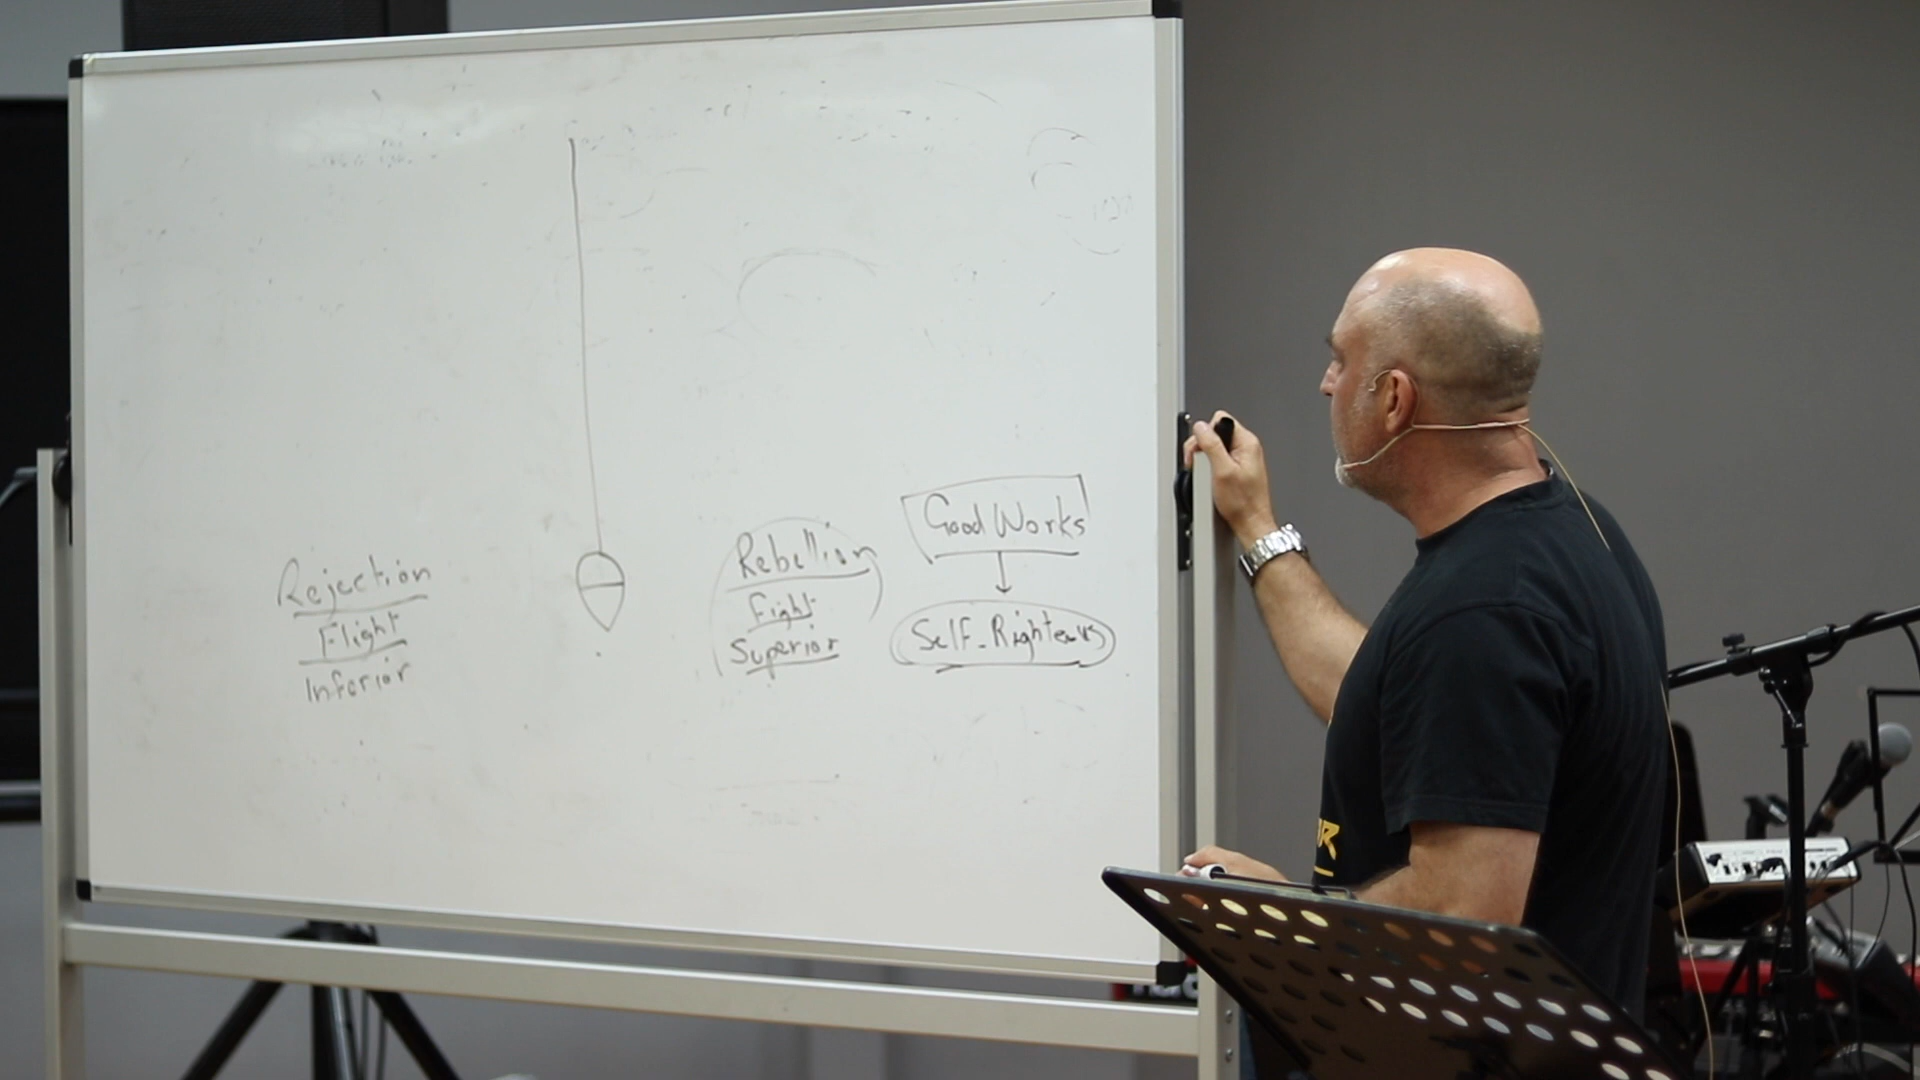 Rejection
Flight
Inferior
Rebellion
Fight
Superior
Good Works
Self-Righteous